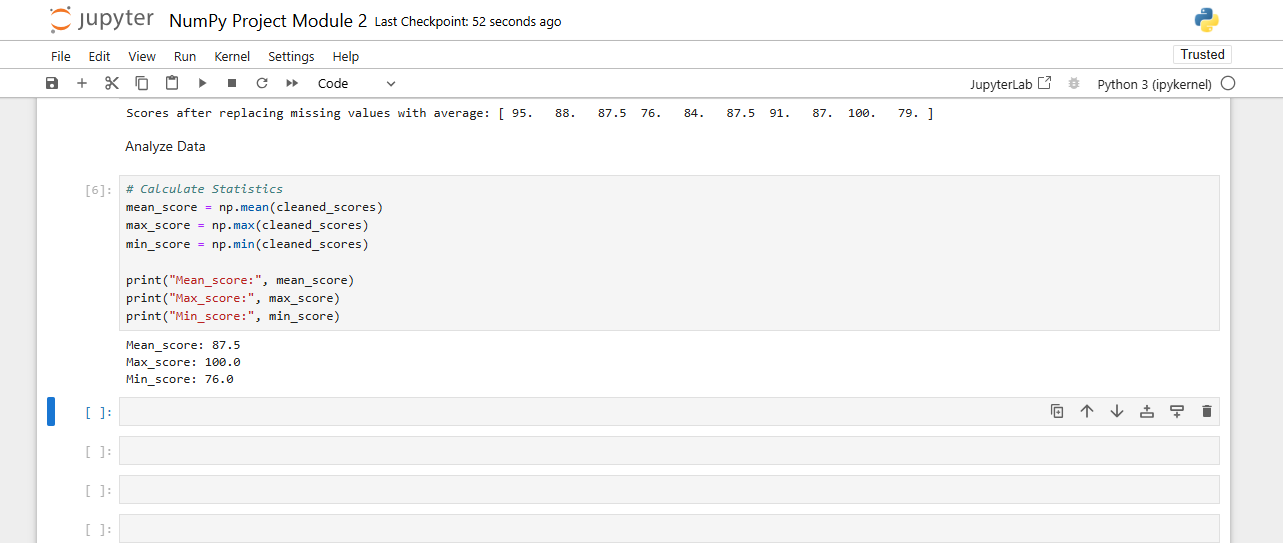 jupyter NumPy Project Module 2 Last Checkpoint: 52 seconds ago
File Edit View Run Kernel Settings Help Trusted
Code JupyterLab Python 3 (ipykernel)
Scores after replacing missing values with average: [ 95.   88.   87.5  76.   84.   87.5  91.   87.  100.   79. ]
Analyze Data
[6]: # Calculate Statistics
mean_score = np.mean(cleaned_scores)
max_score = np.max(cleaned_scores)
min_score = np.min(cleaned_scores)
print("Mean_score:", mean_score)
print("Max_score:", max_score)
print("Min_score:", min_score)
Mean_score: 87.5
Max_score: 100.0
Min_score: 76.0
[ ]:
[ ]:
[ ]:
[ ]: